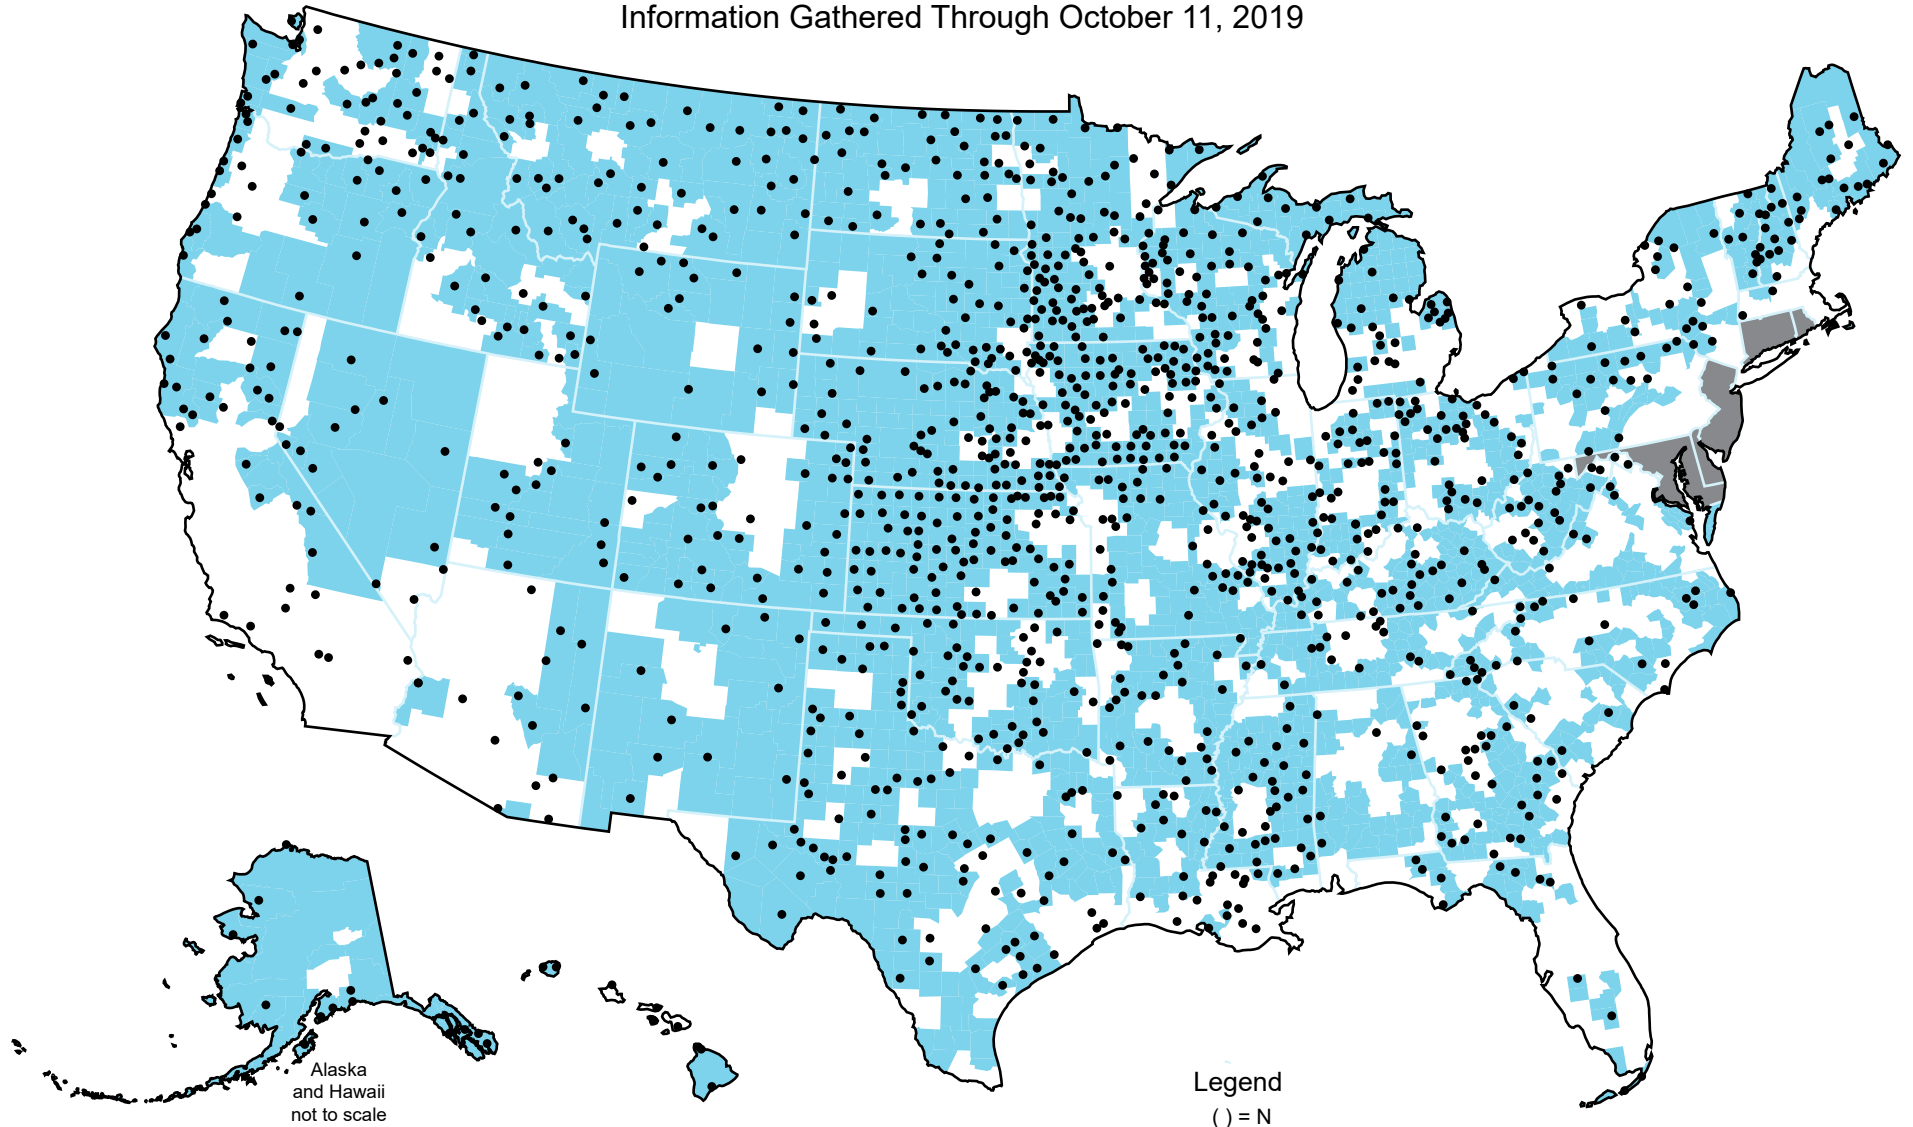 Information Gathered Through October 11, 2019
Alaska
and Hawaii
not to scale
Legend
( ) = N